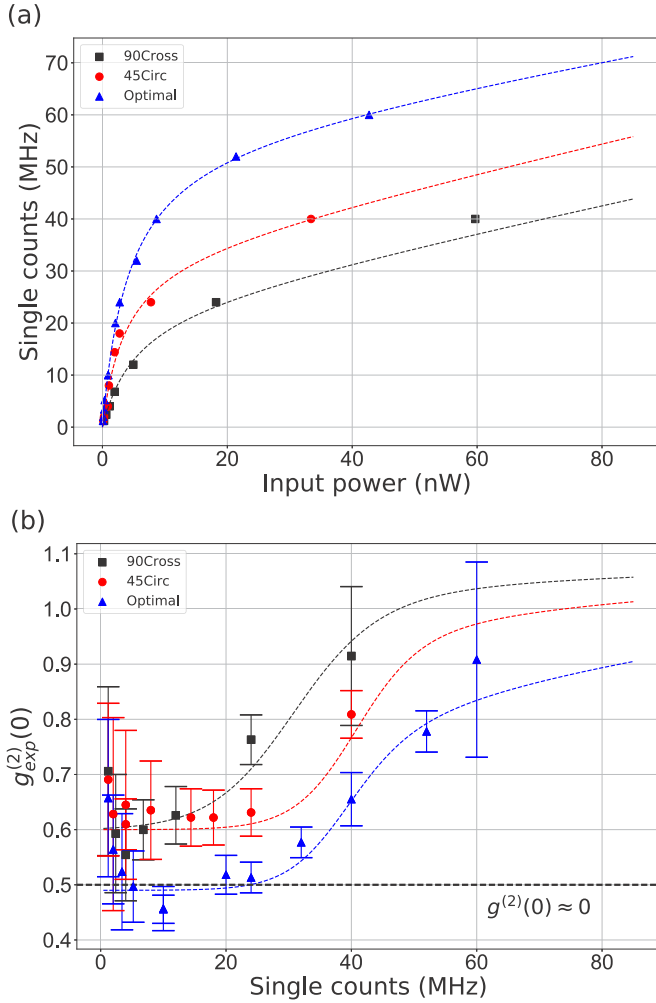 (a)
70
60
50
40
30
20
10
0
Single counts (MHz)
90Cross
45Circ
Optimal
0 20 40 60 80
Input power (nW)
(b)
1.1
1.0
0.9
0.8
0.7
0.6
0.5
0.4
g^{(2)}_{exp}(0)
90Cross
45Circ
Optimal
g^{(2)}(0) ≈ 0
0 20 40 60 80
Single counts (MHz)